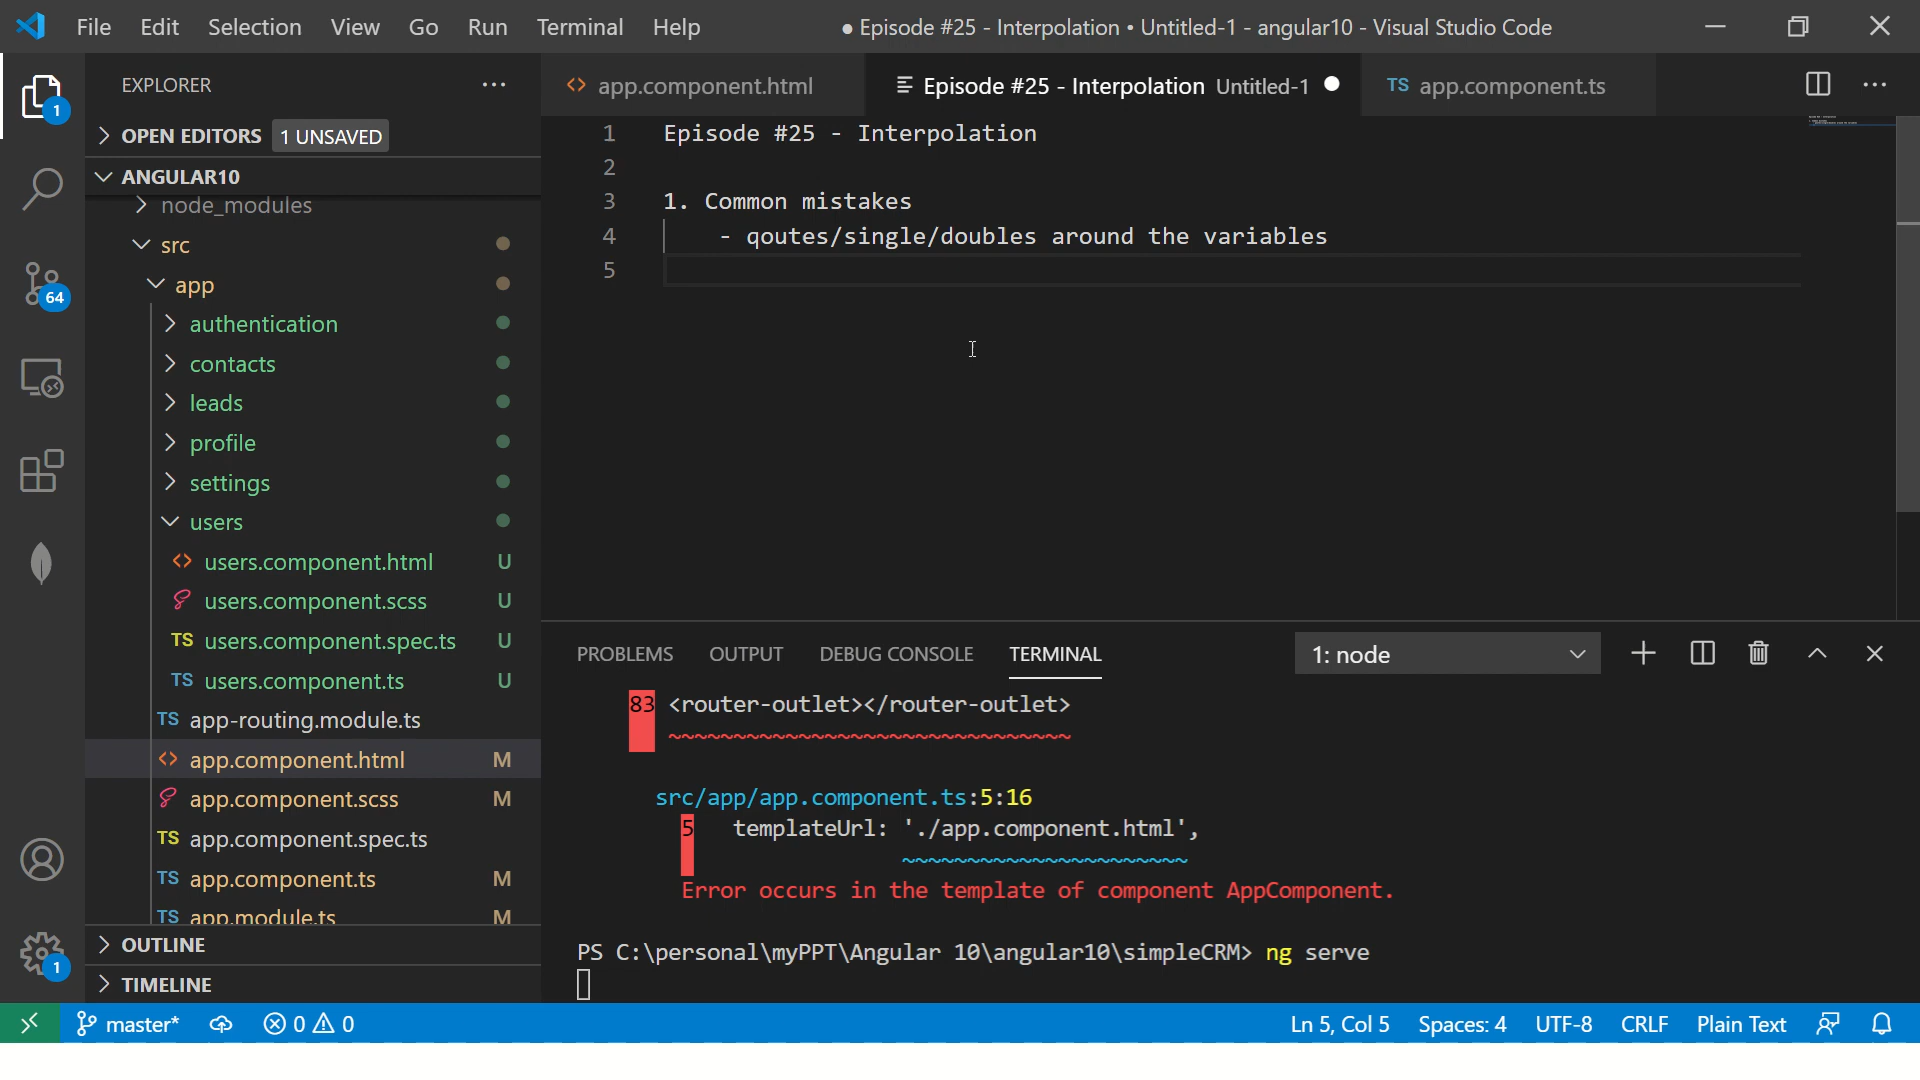 File Edit Selection View Go Run Terminal Help ● Episode #25 - Interpolation • Untitled-1 - angular10 - Visual Studio Code
EXPLORER
1
OPEN EDITORS 1 UNSAVED
ANGULAR10
node_modules
src
app
authentication
contacts
leads
profile
settings
users
<> users.component.html U
users.component.scss U
TS users.component.spec.ts U
TS users.component.ts U
TS app-routing.module.ts
<> app.component.html M
app.component.scss M
TS app.component.spec.ts
TS app.component.ts M
TS app.module.ts M
OUTLINE
TIMELINE
64
1
<> app.component.html Episode #25 - Interpolation Untitled-1 ● TS app.component.ts
1 Episode #25 - Interpolation
2
3 1. Common mistakes
4 - qoutes/single/doubles around the variables
5
PROBLEMS OUTPUT DEBUG CONSOLE TERMINAL 1: node
83 <router-outlet></router-outlet>
~~~~~~~~~~~~~~~~~~~~~~~~~~~~~~~
src/app/app.component.ts:5:16
5 templateUrl: './app.component.html',
~~~~~~~~~~~~~~~~~~~~~~
Error occurs in the template of component AppComponent.
PS C:\personal\myPPT\Angular 10\angular10\simpleCRM> ng serve
master* 0 0 Ln 5, Col 5 Spaces: 4 UTF-8 CRLF Plain Text